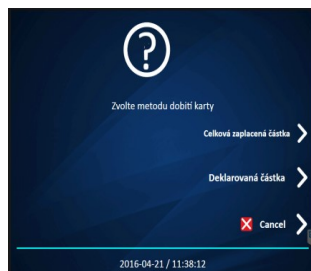 ?
Zvolte metodu dobití karty
Celková zaplacená částka
Deklarovaná částka
Cancel
2016-04-21 / 11:38:12